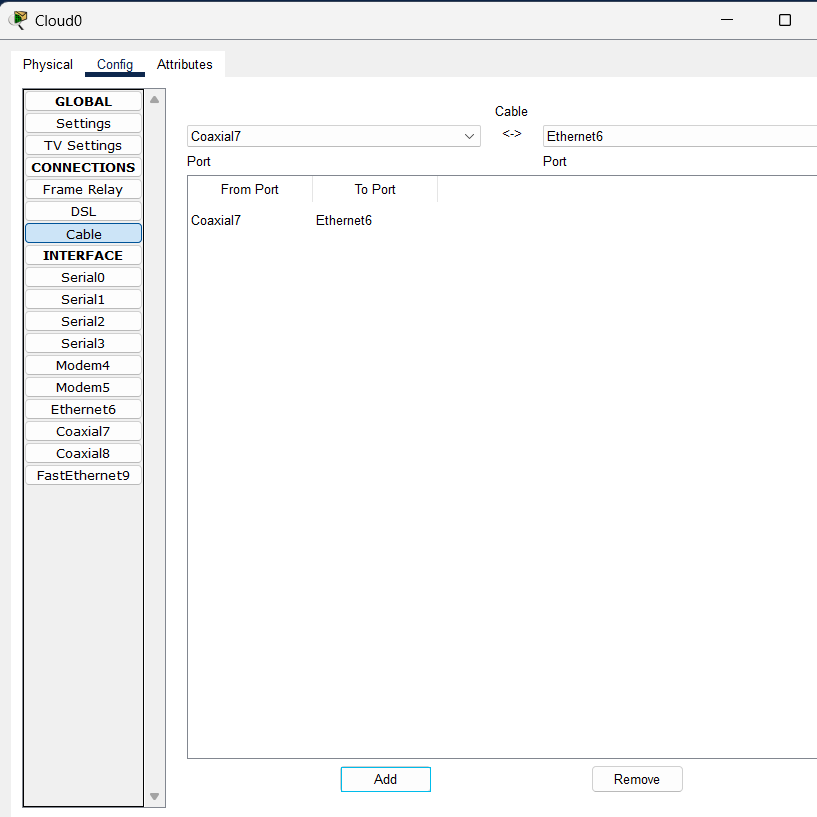 Cloud0
Physical Config Attributes
GLOBAL
Settings
TV Settings
CONNECTIONS
Frame Relay
DSL
Cable
INTERFACE
Serial0
Serial1
Serial2
Serial3
Modem4
Modem5
Ethernet6
Coaxial7
Coaxial8
FastEthernet9
Cable
Coaxial7 <-> Ethernet6
Port Port
From Port To Port
Coaxial7 Ethernet6
Add Remove